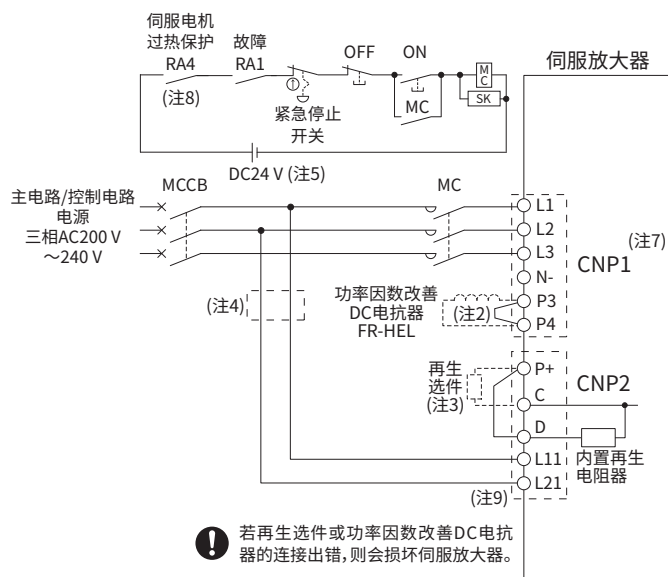 伺服电机
过热保护
RA4
(注8)
故障
RA1
紧急停止
开关
OFF
ON
MC
MC
SK
伺服放大器
DC24 V (注5)
主电路/控制电路
电源
三相AC200 V
～240 V
MCCB
MC
L1
L2
L3
N-
P3
P4
CNP1
(注7)
(注4)
功率因数改善
DC电抗器
FR-HEL
(注2)
再生
选件
(注3)
P+
C
D
L11
L21
CNP2
内置再生
电阻器
(注9)
若再生选件或功率因数改善DC电抗
器的连接出错，则会损坏伺服放大器。